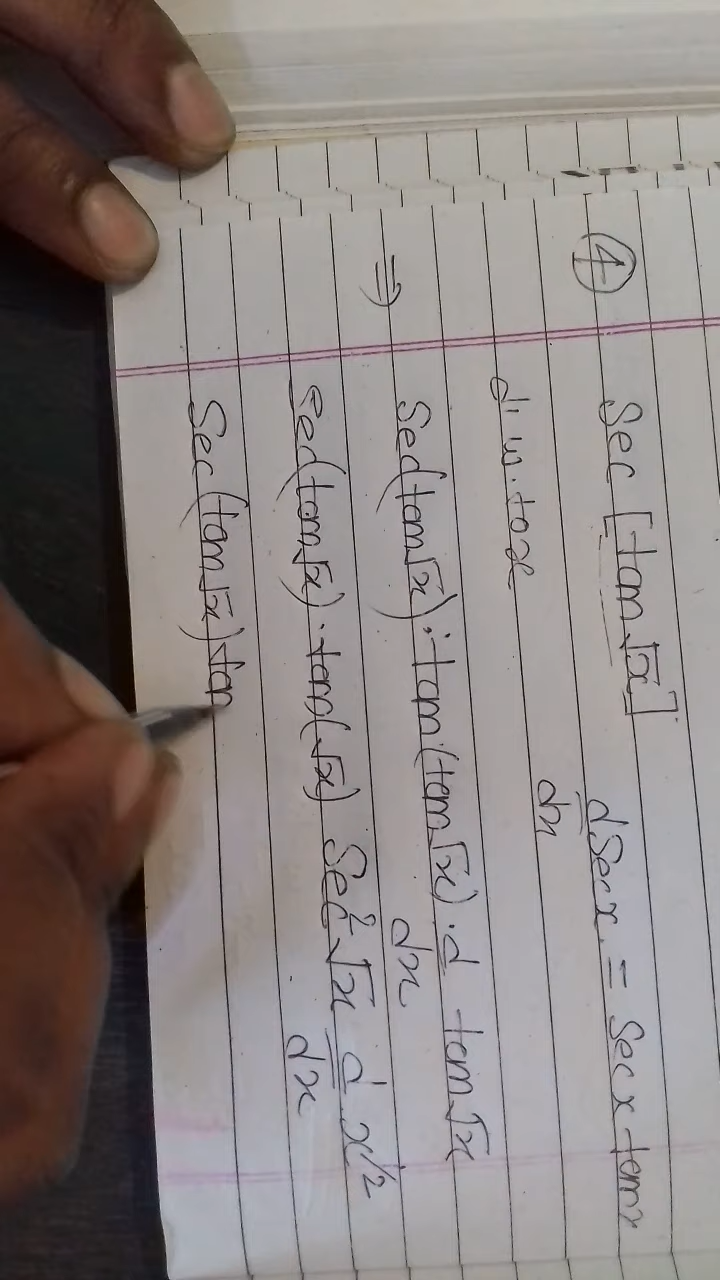 ④ Sec [tan√x] d/dx Sec x = Sec x tanx
d'w.to x
⇒ Sec(tan√x).tan(tan√x).d/dx tan√x
Sec(tan√x).tan(√x) Sec²√x d/dx x^1/2
Sec(tan√x) tan